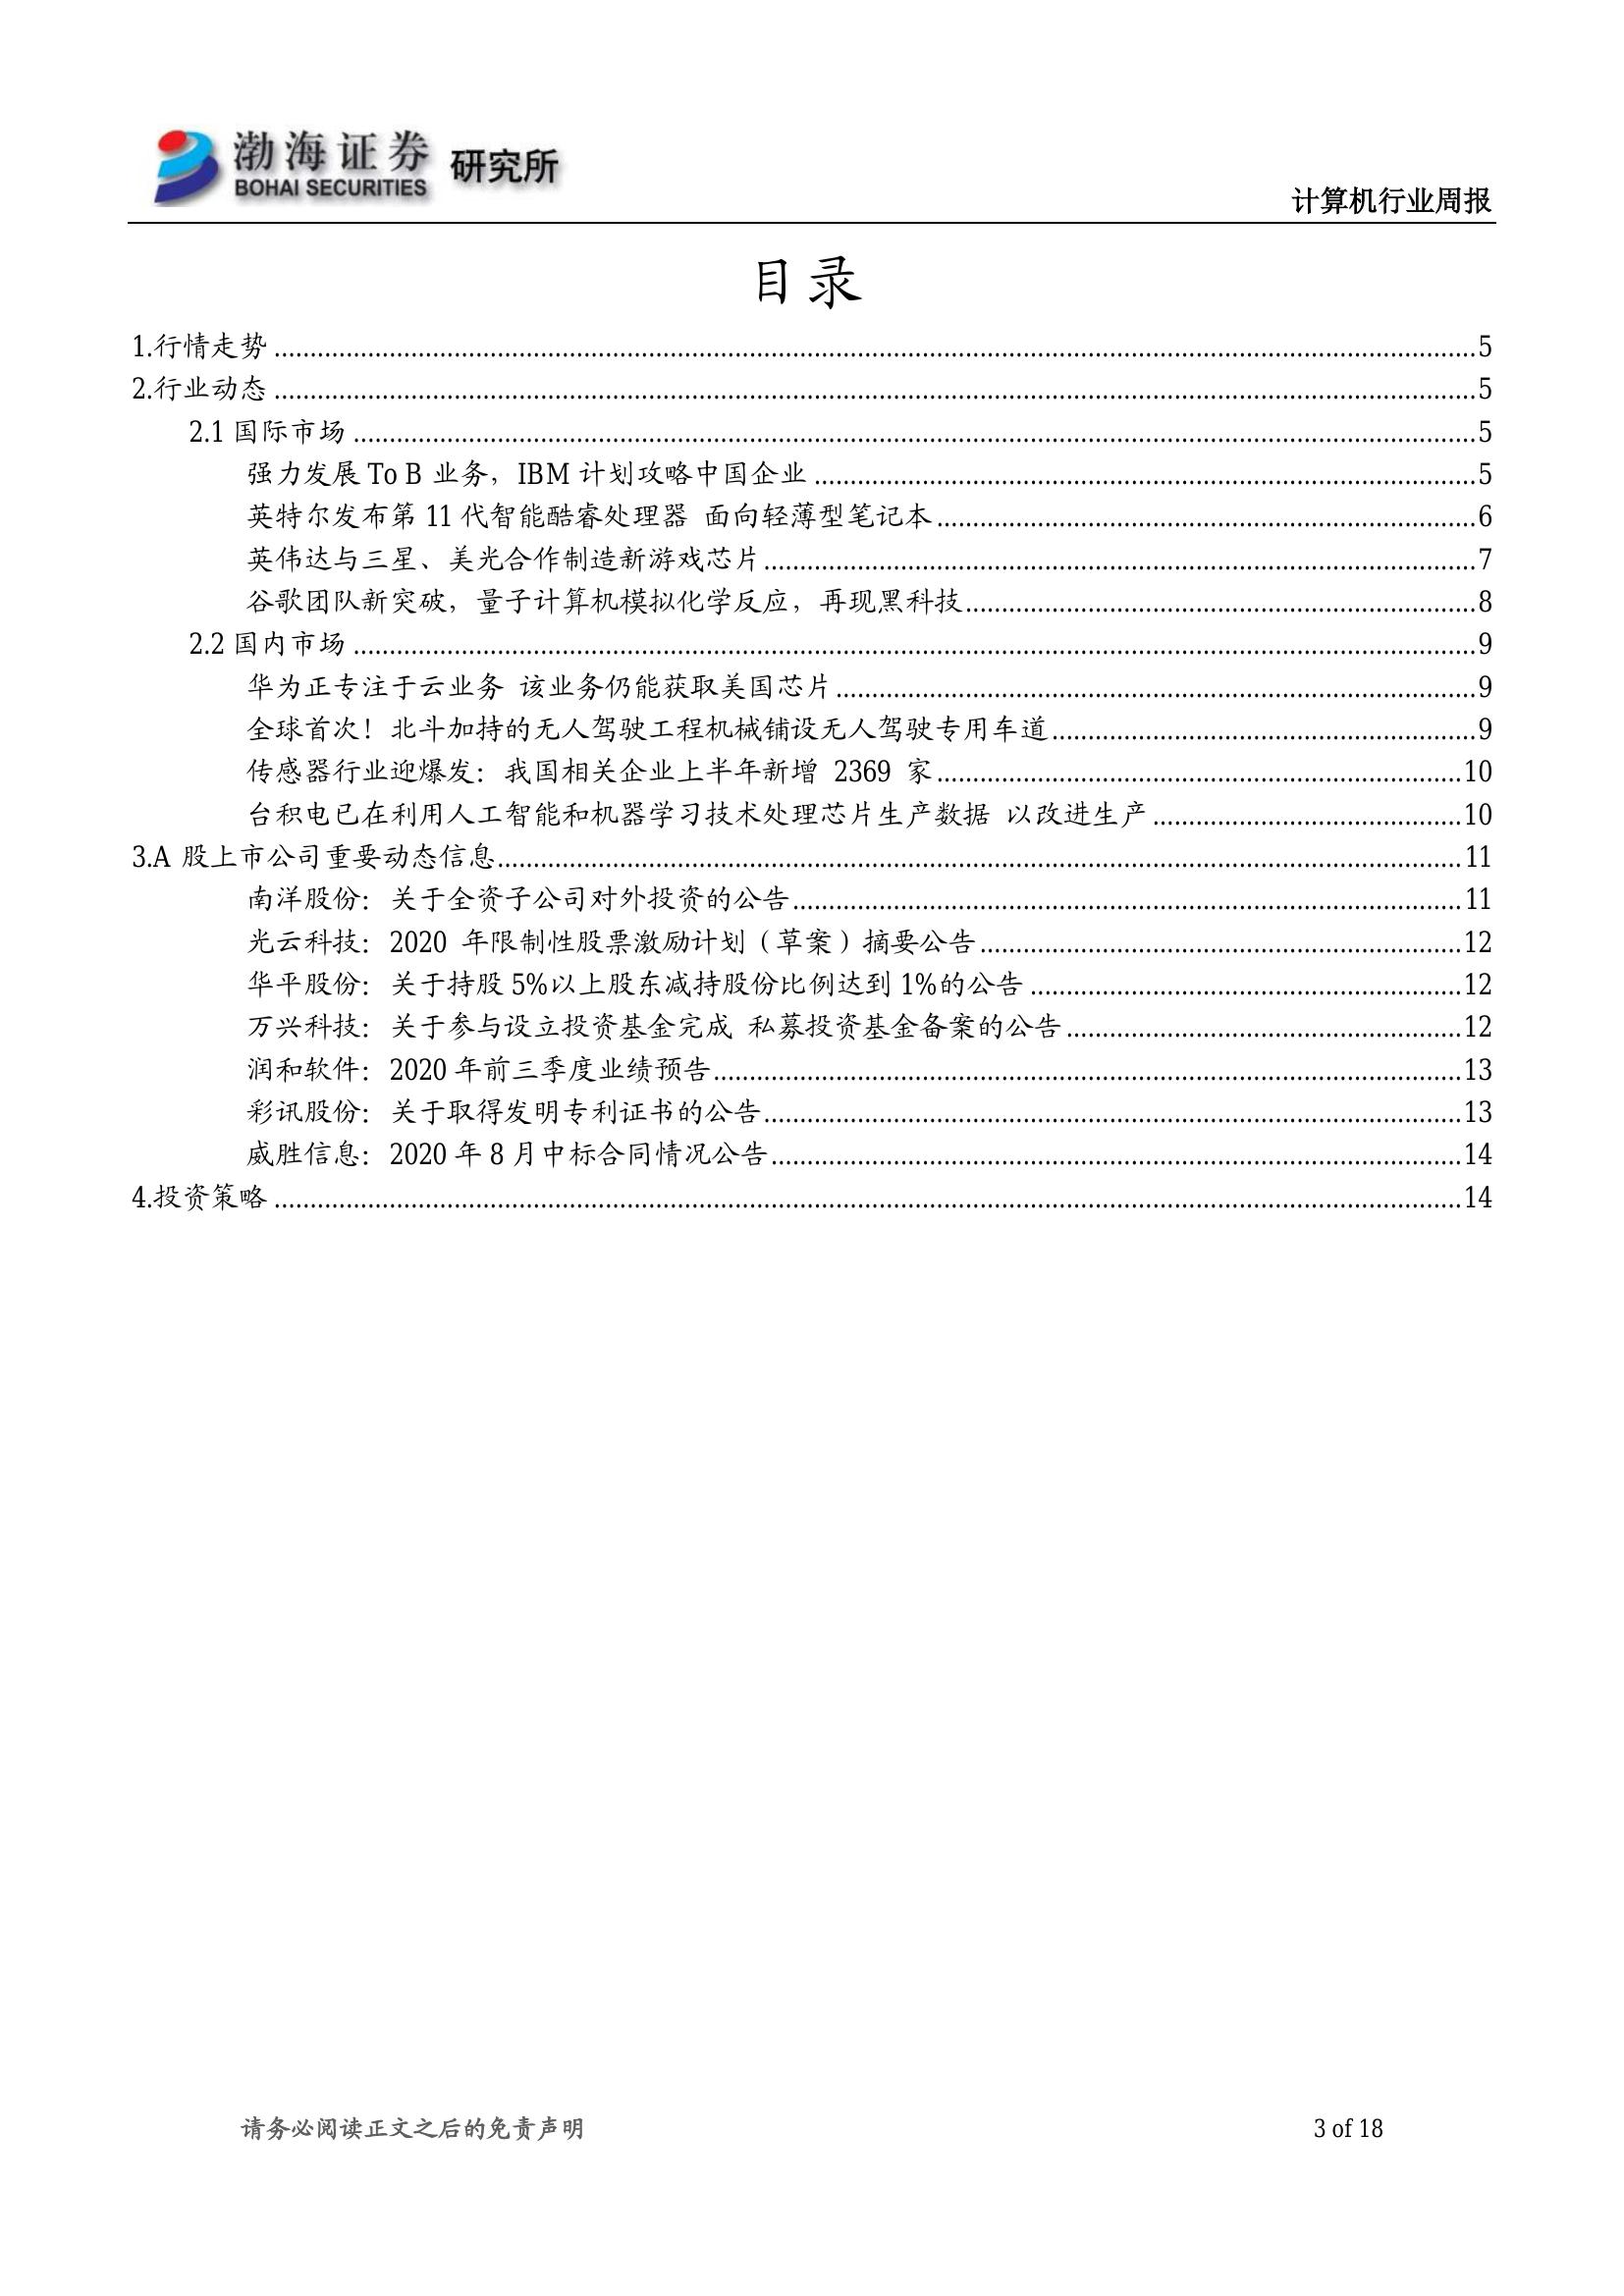 渤海证券 研究所
BOHAI SECURITIES
计算机行业周报
目录
1.行情走势 5
2.行业动态 5
2.1 国际市场 5
强力发展 To B 业务，IBM 计划攻略中国企业 5
英特尔发布第 11 代智能酷睿处理器 面向轻薄型笔记本 6
英伟达与三星、美光合作制造新游戏芯片 7
谷歌团队新突破，量子计算机模拟化学反应，再现黑科技 8
2.2 国内市场 9
华为正专注于云业务 该业务仍能获取美国芯片 9
全球首次！北斗加持的无人驾驶工程机械铺设无人驾驶专用车道 9
传感器行业迎爆发：我国相关企业上半年新增 2369 家 10
台积电已在利用人工智能和机器学习技术处理芯片生产数据 以改进生产 10
3.A 股上市公司重要动态信息 11
南洋股份：关于全资子公司对外投资的公告 11
光云科技：2020 年限制性股票激励计划（草案）摘要公告 12
华平股份：关于持股 5%以上股东减持股份比例达到 1%的公告 12
万兴科技：关于参与设立投资基金完成 私募投资基金备案的公告 12
润和软件：2020 年前三季度业绩预告 13
彩讯股份：关于取得发明专利证书的公告 13
威胜信息：2020 年 8 月中标合同情况公告 14
4.投资策略 14
请务必阅读正文之后的免责声明 3 of 18